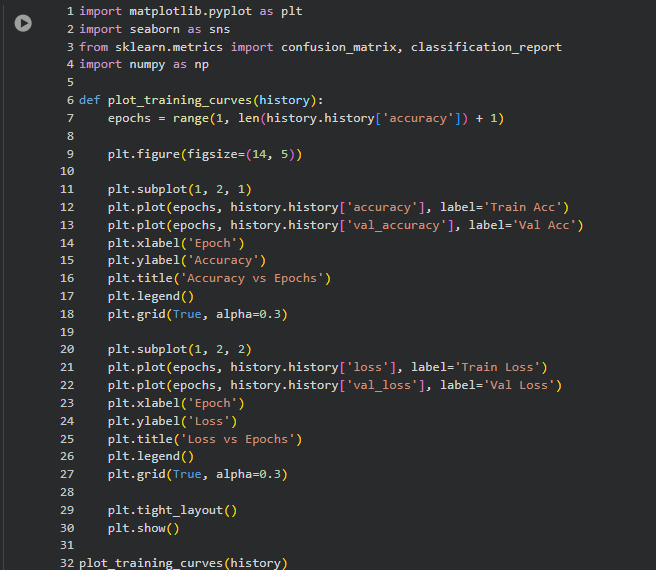 1 import matplotlib.pyplot as plt
2 import seaborn as sns
3 from sklearn.metrics import confusion_matrix, classification_report
4 import numpy as np
5
6 def plot_training_curves(history):
7     epochs = range(1, len(history.history['accuracy']) + 1)
8
9     plt.figure(figsize=(14, 5))
10
11     plt.subplot(1, 2, 1)
12     plt.plot(epochs, history.history['accuracy'], label='Train Acc')
13     plt.plot(epochs, history.history['val_accuracy'], label='Val Acc')
14     plt.xlabel('Epoch')
15     plt.ylabel('Accuracy')
16     plt.title('Accuracy vs Epochs')
17     plt.legend()
18     plt.grid(True, alpha=0.3)
19
20     plt.subplot(1, 2, 2)
21     plt.plot(epochs, history.history['loss'], label='Train Loss')
22     plt.plot(epochs, history.history['val_loss'], label='Val Loss')
23     plt.xlabel('Epoch')
24     plt.ylabel('Loss')
25     plt.title('Loss vs Epochs')
26     plt.legend()
27     plt.grid(True, alpha=0.3)
28
29     plt.tight_layout()
30     plt.show()
31
32 plot_training_curves(history)